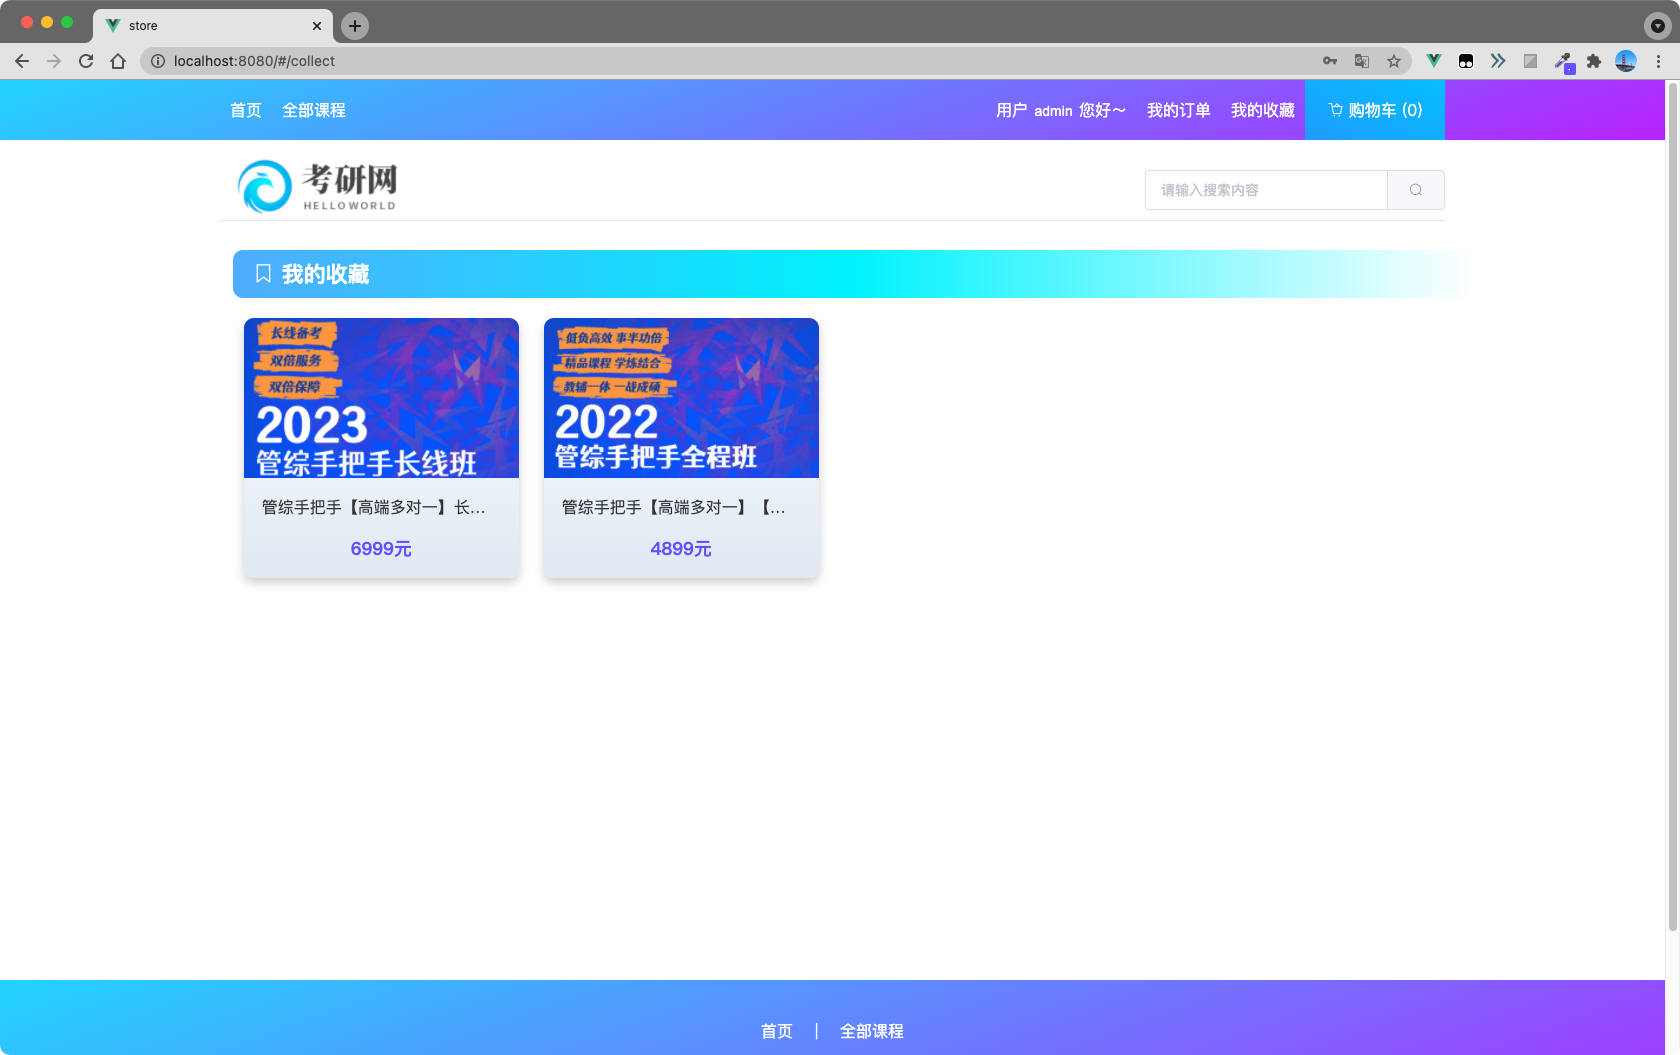 store
localhost:8080/#/collect
首页 全部课程 用户 admin 您好～ 我的订单 我的收藏 购物车 (0)
考研网
HELLOWORLD
请输入搜索内容
我的收藏
长线备考
双倍服务
双倍保障
2023
管综手把手长线班
管综手把手【高端多对一】长...
6999元
低负高效 事半功倍
精品课程 学练结合
教辅一体 一战成硕
2022
管综手把手全程班
管综手把手【高端多对一】【...
4899元
首页 | 全部课程